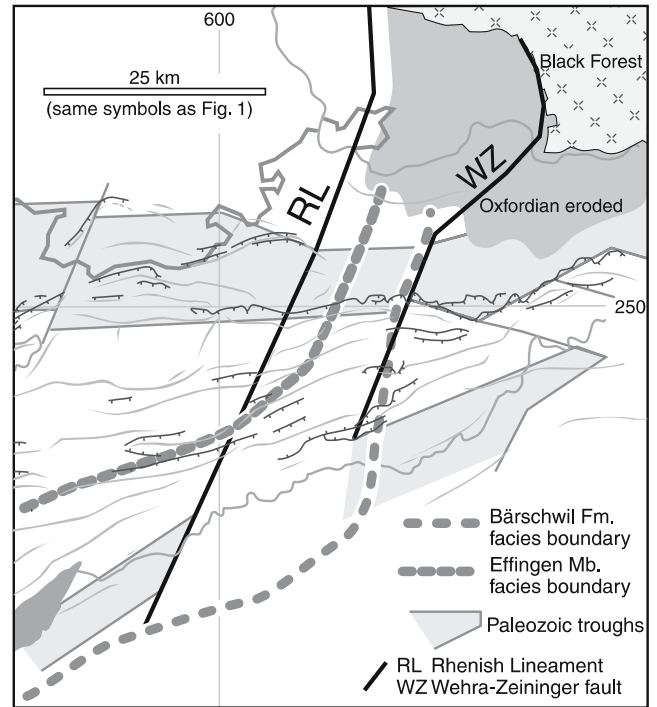 600
25 km
(same symbols as Fig. 1)
Black Forest
RL
WZ
Oxfordian eroded
250
Bärschwil Fm.
facies boundary
Effingen Mb.
facies boundary
Paleozoic troughs
RL Rhenish Lineament
WZ Wehra-Zeininger fault